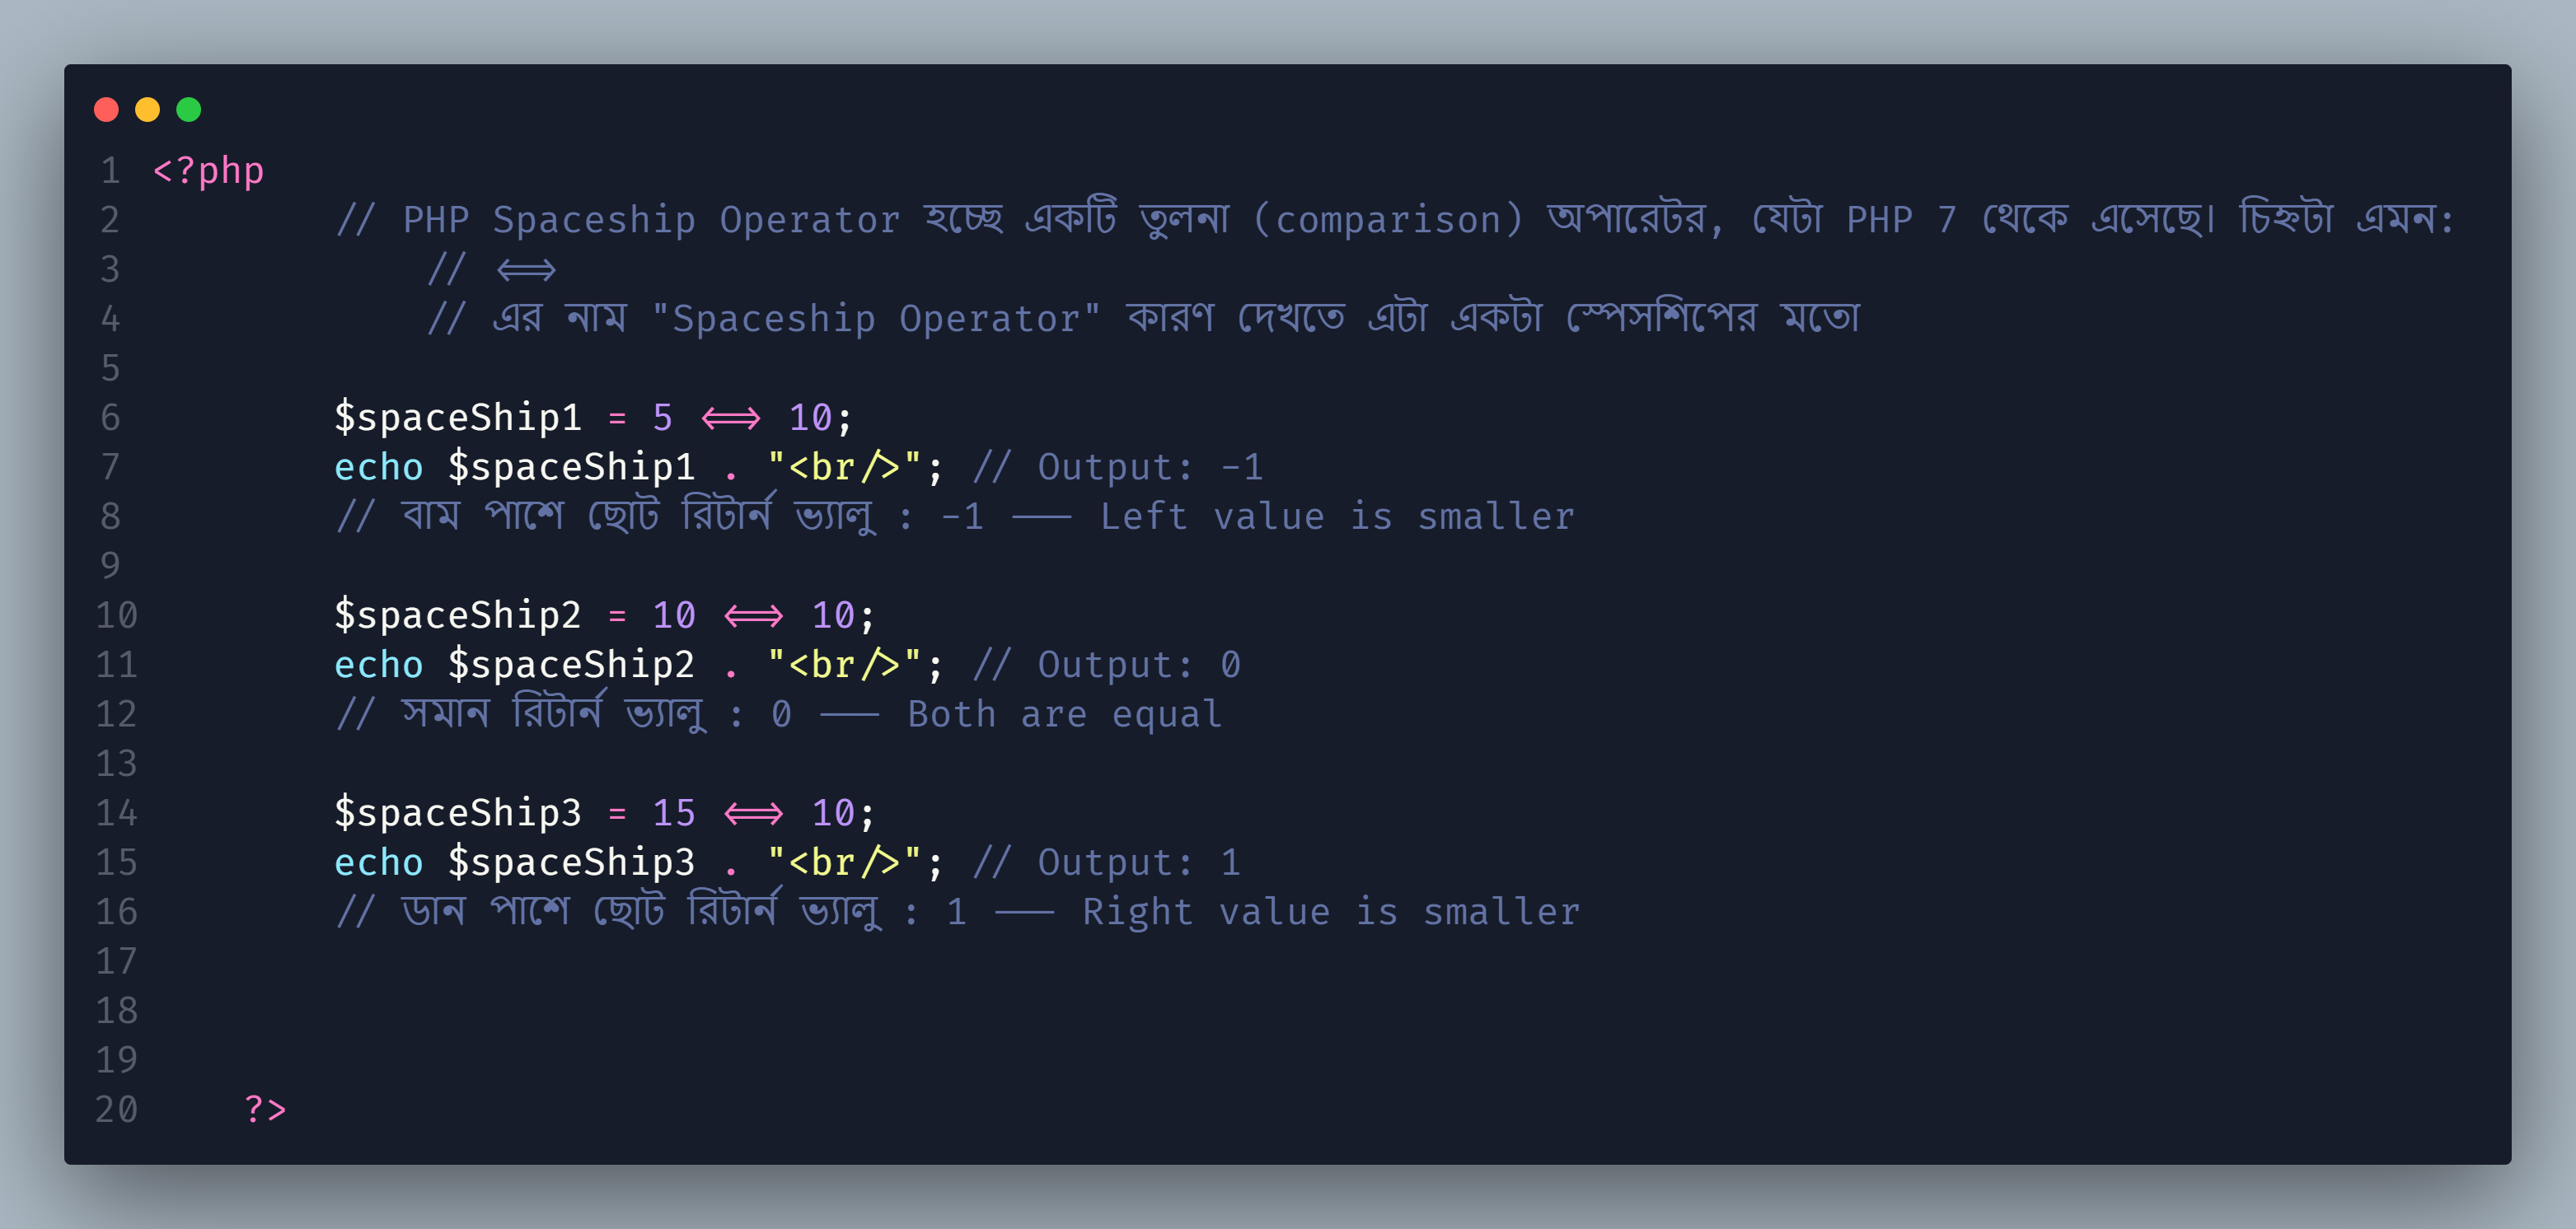 1 <?php
2 // PHP Spaceship Operator হচ্ছে একটি তুলনা (comparison) অপারেটর, যেটা PHP 7 থেকে এসেছে। চিহ্নটা এমন:
3 // <=>
4 // এর নাম "Spaceship Operator" কারণ দেখতে এটা একটা স্পেসশিপের মতো
5
6 $spaceShip1 = 5 <=> 10;
7 echo $spaceShip1 . "<br/>"; // Output: -1
8 // বাম পাশে ছোট রিটার্ন ভ্যালু : -1 --- Left value is smaller
9
10 $spaceShip2 = 10 <=> 10;
11 echo $spaceShip2 . "<br/>"; // Output: 0
12 // সমান রিটার্ন ভ্যালু : 0 --- Both are equal
13
14 $spaceShip3 = 15 <=> 10;
15 echo $spaceShip3 . "<br/>"; // Output: 1
16 // ডান পাশে ছোট রিটার্ন ভ্যালু : 1 --- Right value is smaller
17
18
19
20 ?>